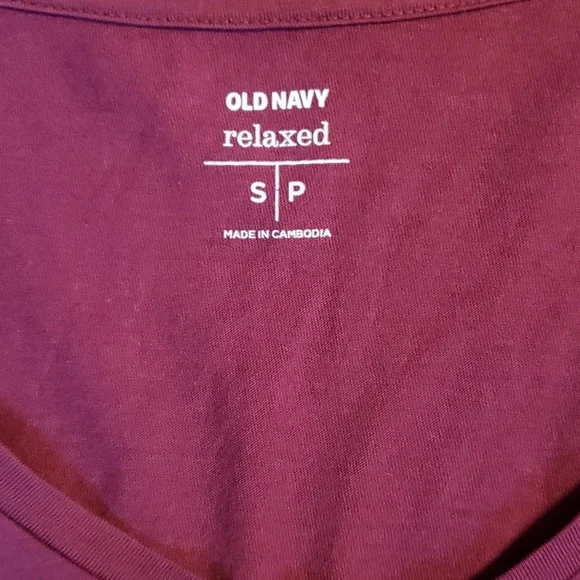 OLD NAVY
relaxed
S P
MADE IN CAMBODIA